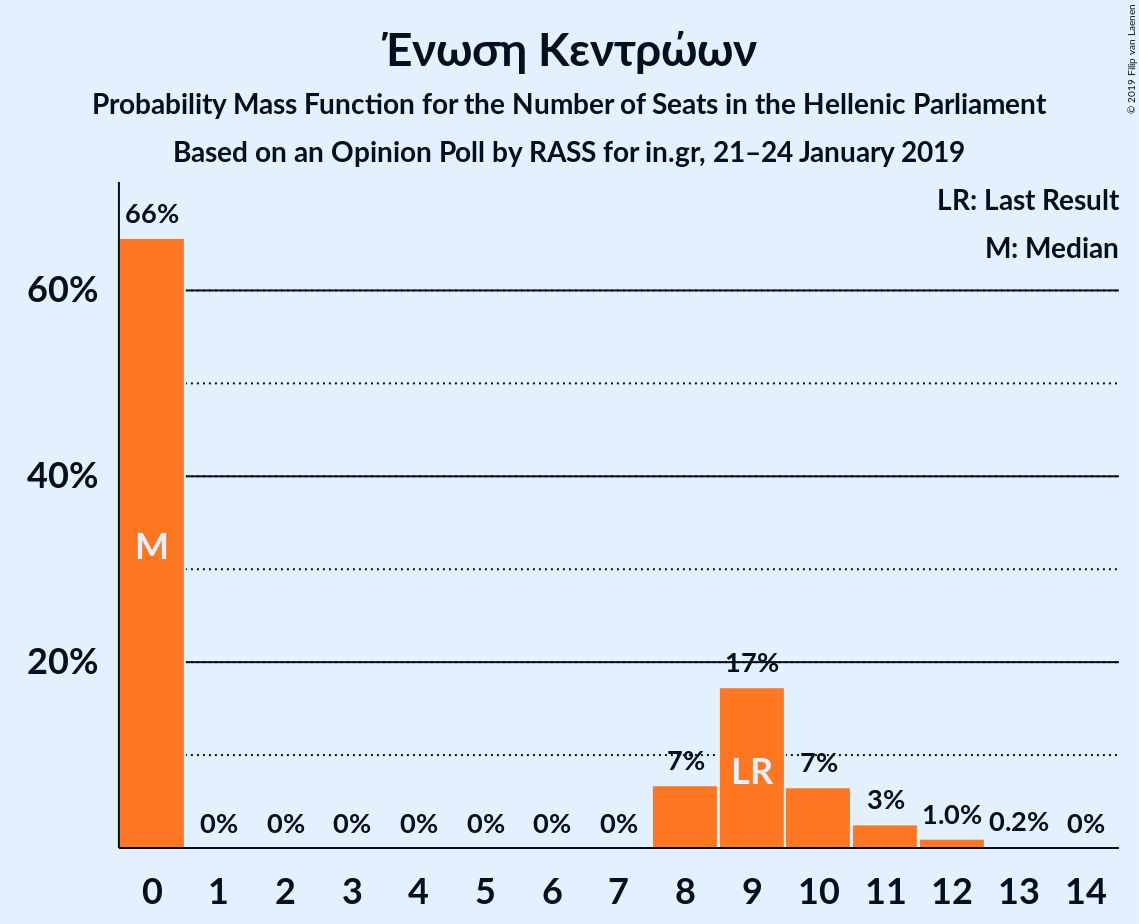 Ένωση Κεντρώων
Probability Mass Function for the Number of Seats in the Hellenic Parliament
Based on an Opinion Poll by RASS for in.gr, 21–24 January 2019
© 2019 Filip van Laenen
LR: Last Result
M: Median
66%
60%
40%
M
20%
17%
7%
LR
7%
0%
0%
0%
0%
0%
0%
0%
3%
1.0%
0.2%
0%
0 1 2 3 4 5 6 7 8 9 10 11 12 13 14